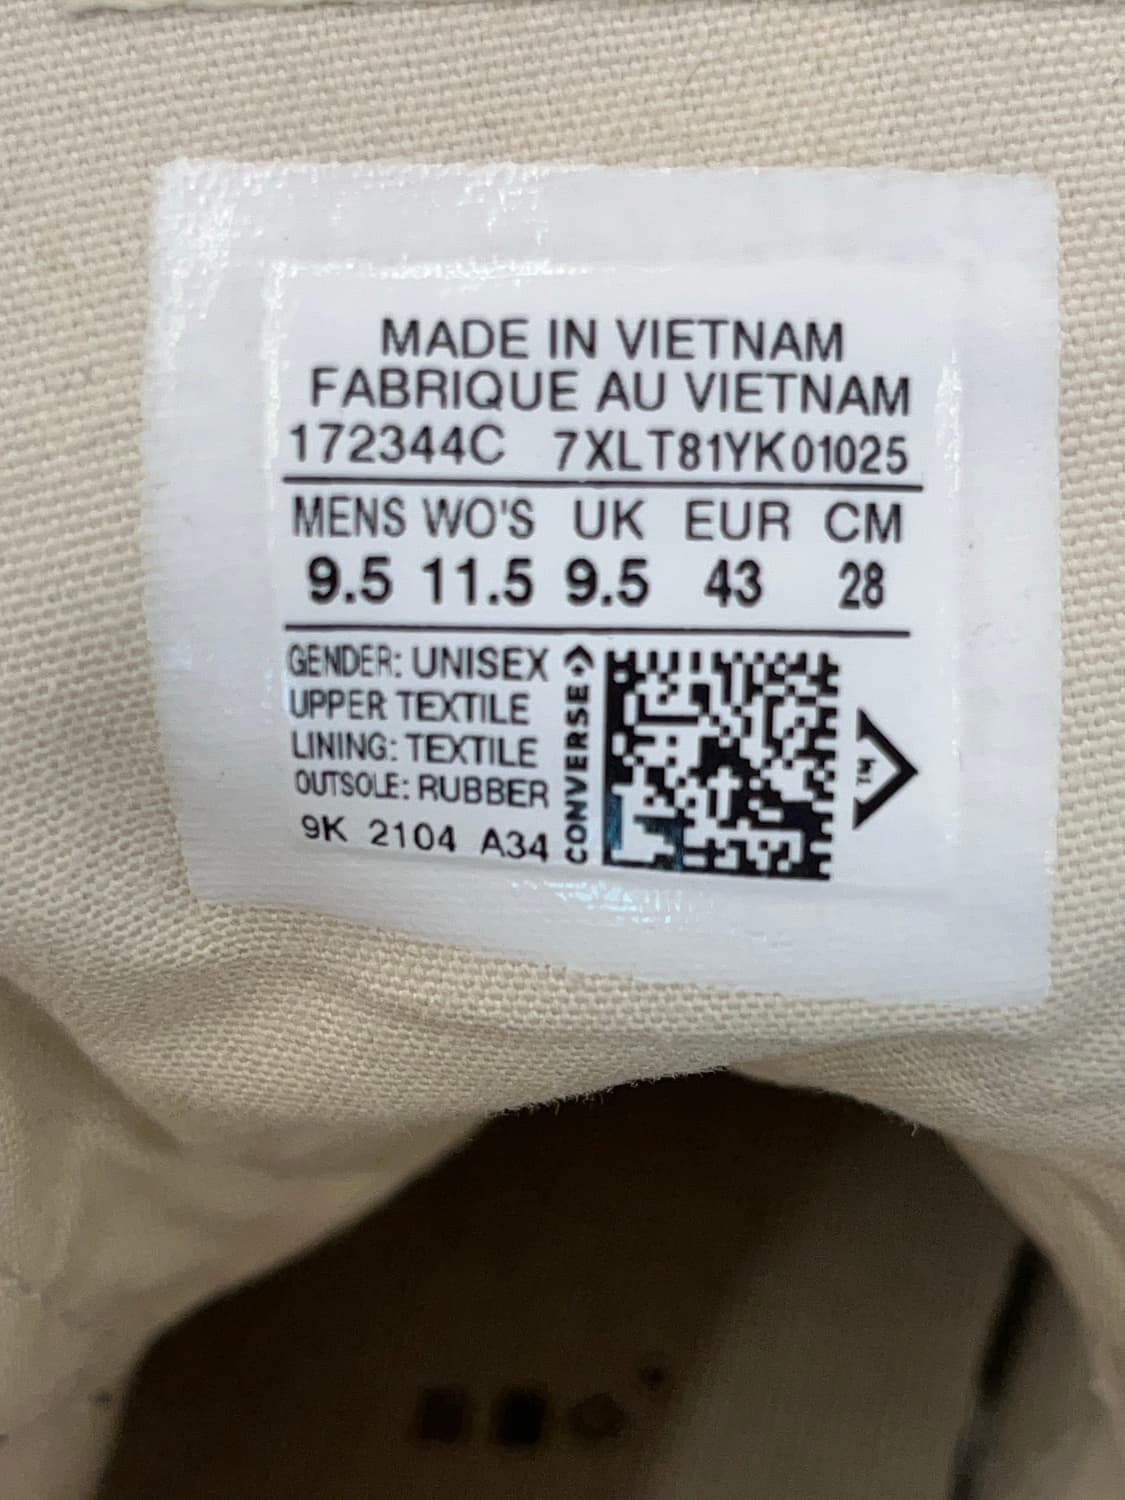 MADE IN VIETNAM
FABRIQUE AU VIETNAM
172344C 7XLT81YK01025
MENS WO'S UK EUR CM
9.5 11.5 9.5 43 28
GENDER: UNISEX
UPPER TEXTILE
LINING: TEXTILE
OUTSOLE: RUBBER
9K 2104 A34
CONVERSE